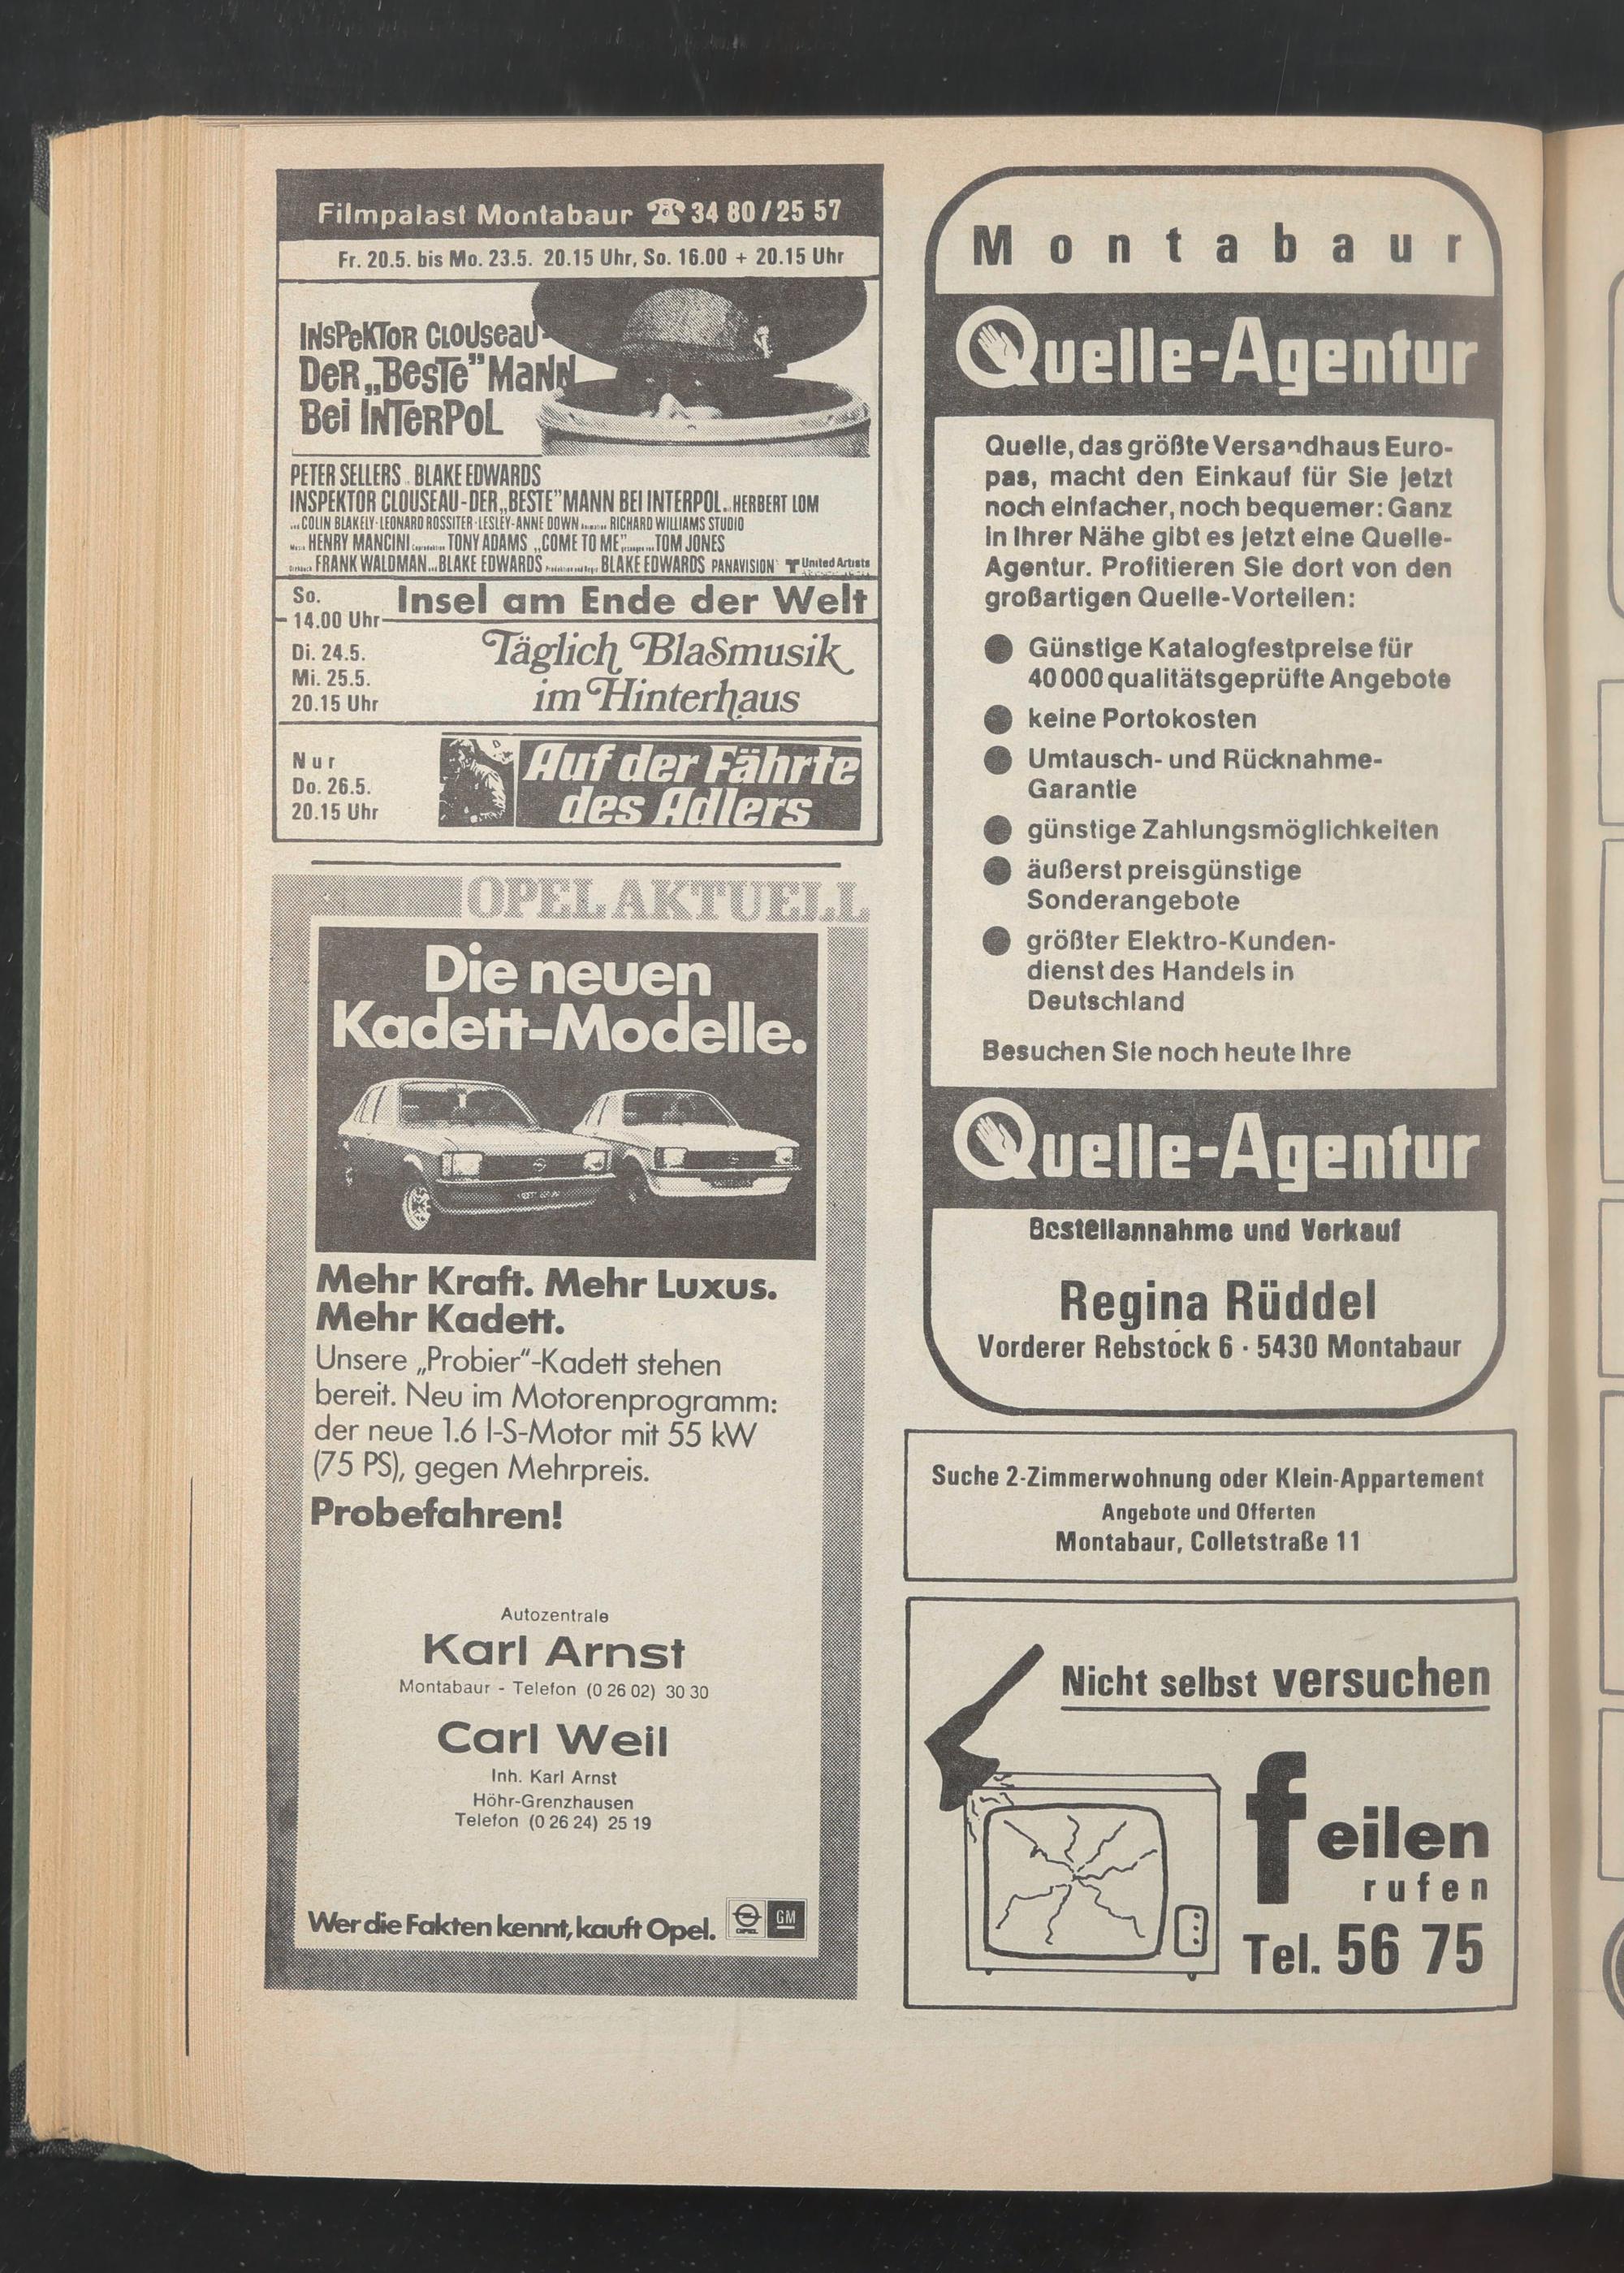 Filmpalast Montabaur ☎ 34 80 / 25 57
Fr. 20.5. bis Mo. 23.5. 20.15 Uhr, So. 16.00 + 20.15 Uhr
INSPEKTOR CLOUSEAU-
DER „BESTE" MANN
BEI INTERPOL
PETER SELLERS BLAKE EDWARDS
INSPEKTOR CLOUSEAU - DER „BESTE" MANN BEI INTERPOL HERBERT LOM
COLIN BLAKELY · LEONARD ROSSITER · LESLEY-ANNE DOWN RICHARD WILLIAMS STUDIO
HENRY MANCINI TONY ADAMS „COME TO ME" TOM JONES
FRANK WALDMAN BLAKE EDWARDS BLAKE EDWARDS PANAVISION United Artists
So.
14.00 Uhr
Insel am Ende der Welt
Di. 24.5.
Mi. 25.5.
20.15 Uhr
Täglich Blasmusik
im Hinterhaus
Nur
Do. 26.5.
20.15 Uhr
Auf der Fährte
des Adlers
OPEL AKTUELL
Die neuen
Kadett-Modelle.
Mehr Kraft. Mehr Luxus.
Mehr Kadett.
Unsere „Probier"-Kadett stehen
bereit. Neu im Motorenprogramm:
der neue 1.6 l-S-Motor mit 55 kW
(75 PS), gegen Mehrpreis.
Probefahren!
Autozentrale
Karl Arnst
Montabaur - Telefon (0 26 02) 30 30
Carl Weil
Inh. Karl Arnst
Höhr-Grenzhausen
Telefon (0 26 24) 25 19
Wer die Fakten kennt, kauft Opel.
OPEL
GM
Montabaur
Quelle-Agentur
Quelle, das größte Versandhaus Euro-
pas, macht den Einkauf für Sie jetzt
noch einfacher, noch bequemer: Ganz
in Ihrer Nähe gibt es jetzt eine Quelle-
Agentur. Profitieren Sie dort von den
großartigen Quelle-Vorteilen:
● Günstige Katalogfestpreise für
40 000 qualitätsgeprüfte Angebote
● keine Portokosten
● Umtausch- und Rücknahme-
Garantie
● günstige Zahlungsmöglichkeiten
● äußerst preisgünstige
Sonderangebote
● größter Elektro-Kunden-
dienst des Handels in
Deutschland
Besuchen Sie noch heute Ihre
Quelle-Agentur
Bestellannahme und Verkauf
Regina Rüddel
Vorderer Rebstock 6 · 5430 Montabaur
Suche 2-Zimmerwohnung oder Klein-Appartement
Angebote und Offerten
Montabaur, Colletstraße 11
Nicht selbst versuchen
feilen
rufen
Tel. 56 75